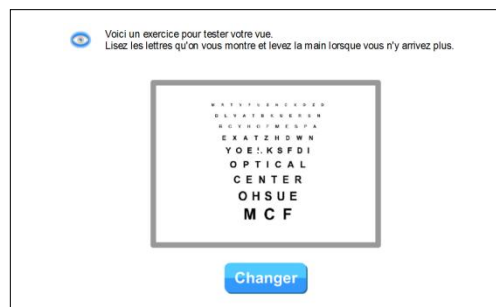 Voici un exercice pour tester votre vue.
Lisez les lettres qu'on vous montre et levez la main lorsque vous n'y arrivez plus.
E X A T Z H D W N
Y O E !. K S F D I
O P T I C A L
C E N T E R
O H S U E
M C F
Changer